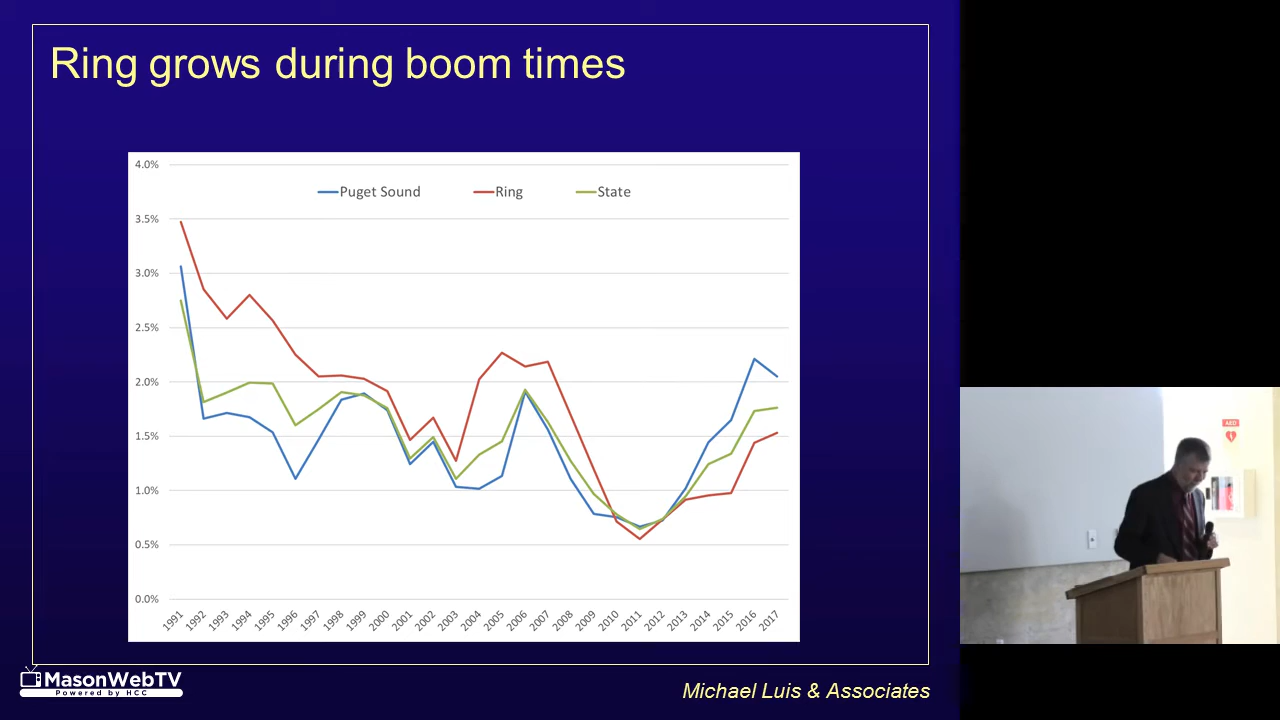 Ring grows during boom times
4.0%
Puget Sound Ring State
3.5%
3.0%
2.5%
2.0%
1.5%
1.0%
0.5%
0.0%
1991 1992 1993 1994 1995 1996 1997 1998 1999 2000 2001 2002 2003 2004 2005 2006 2007 2008 2009 2010 2011 2012 2013 2014 2015 2016 2017
AED
MasonWebTV
Powered by HCC
Michael Luis & Associates